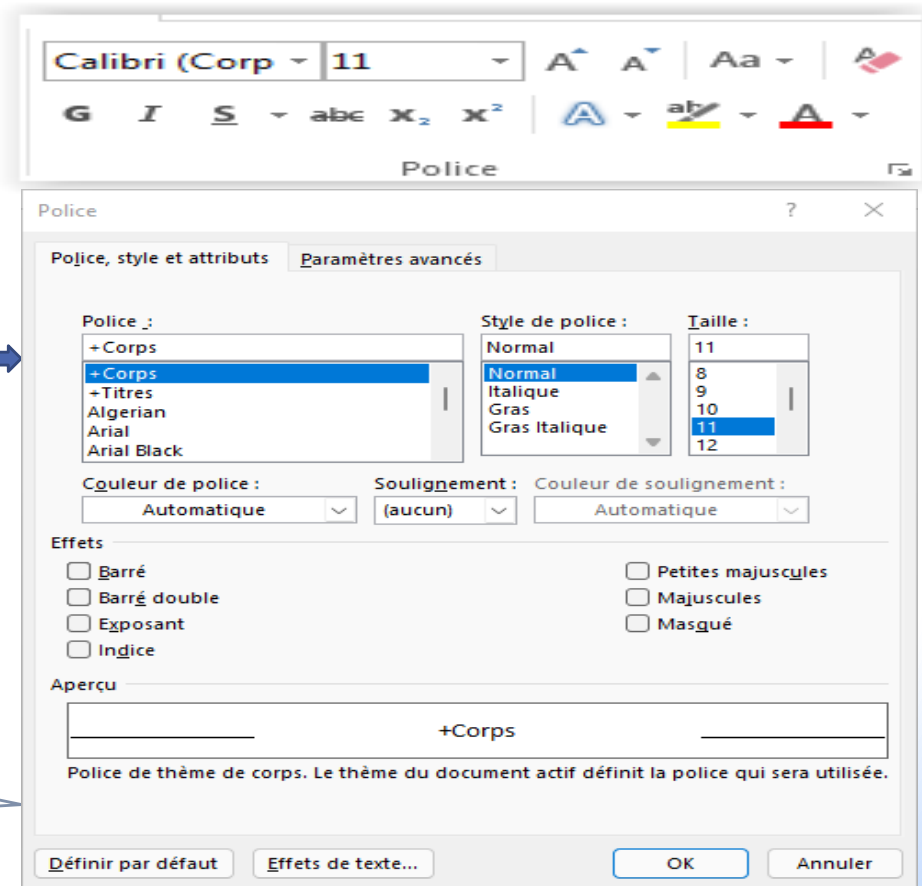 Calibri (Corp 11 A A Aa
G I S abc X₂ X² A ab A
Police
Police ?
Police, style et attributs Paramètres avancés
Police : Style de police : Taille :
+Corps Normal 11
+Corps Normal 8
+Titres Italique 9
Algerian Gras 10
Arial Gras Italique 11
Arial Black 12
Couleur de police : Soulignement : Couleur de soulignement :
Automatique (aucun) Automatique
Effets
Barré Petites majuscules
Barré double Majuscules
Exposant Masqué
Indice
Aperçu
+Corps
Police de thème de corps. Le thème du document actif définit la police qui sera utilisée.
Définir par défaut Effets de texte... OK Annuler